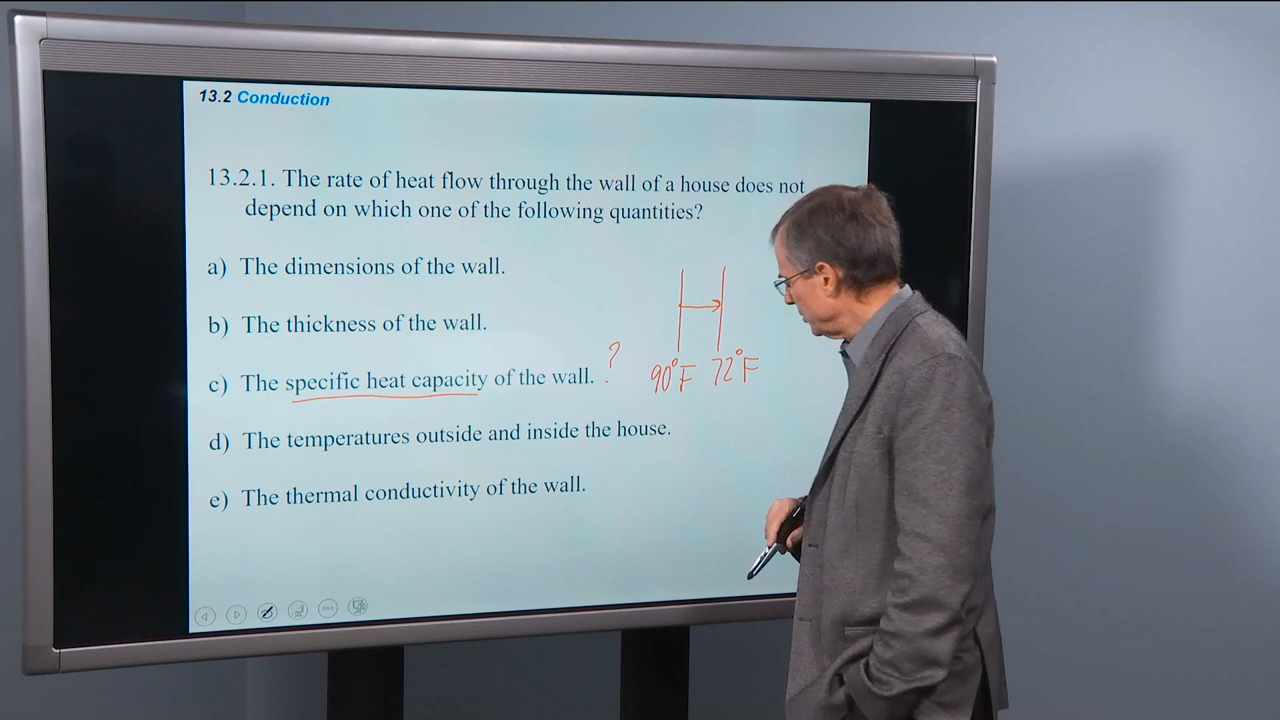 13.2 Conduction
13.2.1. The rate of heat flow through the wall of a house does not
depend on which one of the following quantities?
a) The dimensions of the wall.
b) The thickness of the wall.
c) The specific heat capacity of the wall. ?
90°F 72°F
d) The temperatures outside and inside the house.
e) The thermal conductivity of the wall.